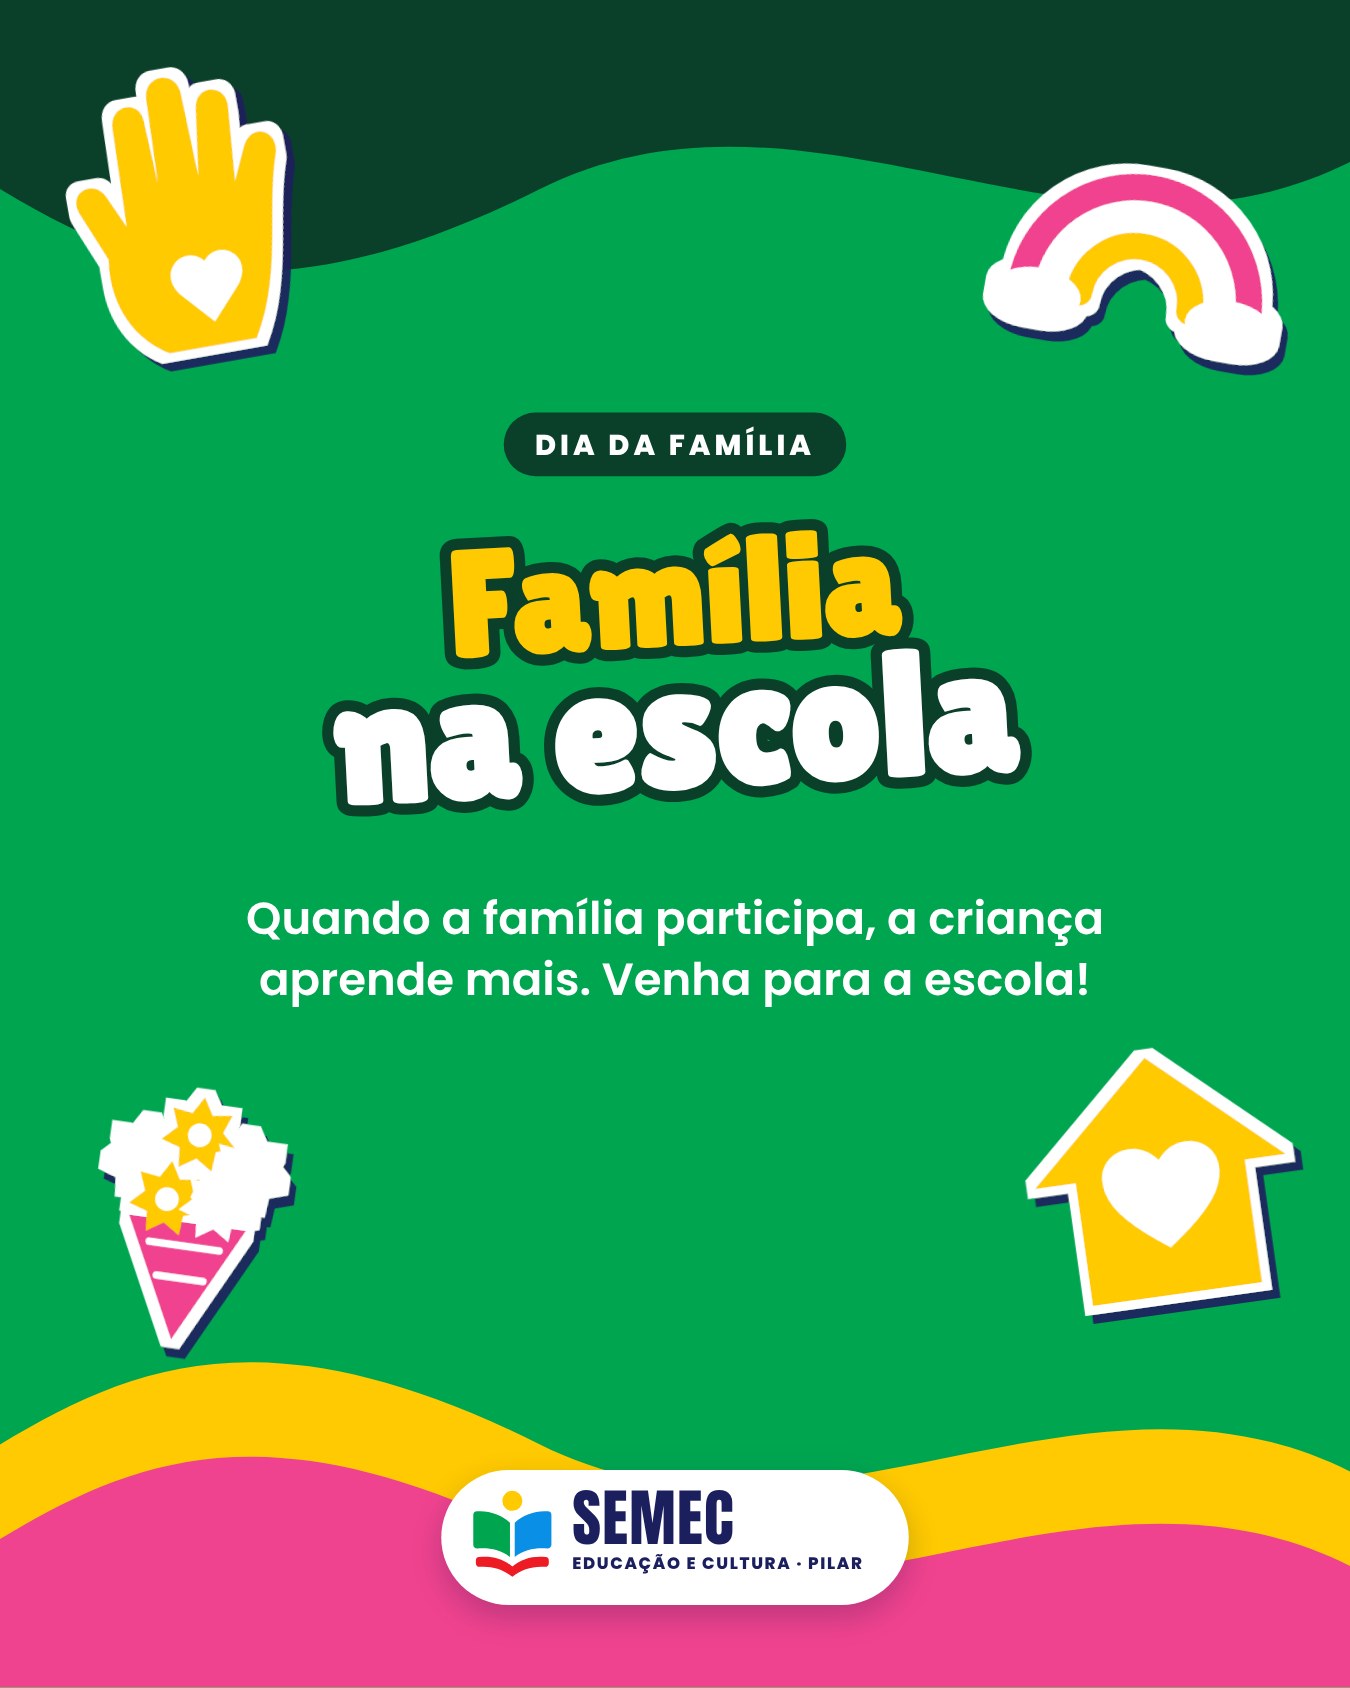 DIA DA FAMÍLIA
Família
na escola
Quando a família participa, a criança
aprende mais. Venha para a escola!
SEMEC
EDUCAÇÃO E CULTURA · PILAR